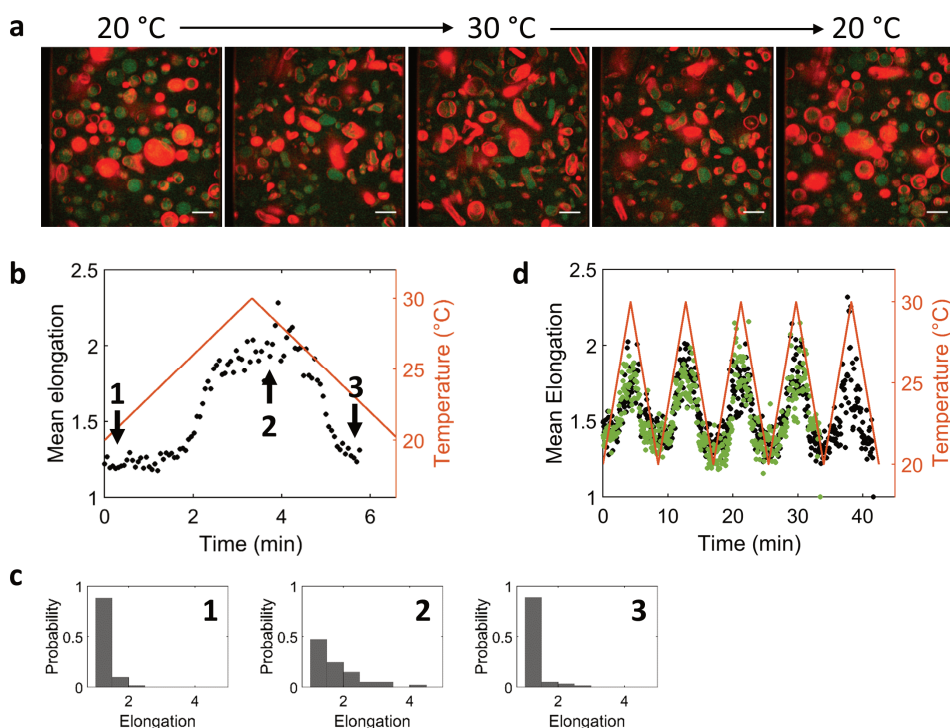 a
20 °C
30 °C
20 °C
b
2.5
2
1.5
1
Mean elongation
0
2
4
6
Time (min)
30
25
20
Temperature (°C)
1
2
3
d
2.5
2
1.5
1
Mean Elongation
0
10
20
30
40
Time (min)
30
25
20
Temperature (°C)
c
1
0.5
0
Probability
2
4
Elongation
1
1
0.5
0
Probability
2
4
Elongation
2
1
0.5
0
Probability
2
4
Elongation
3